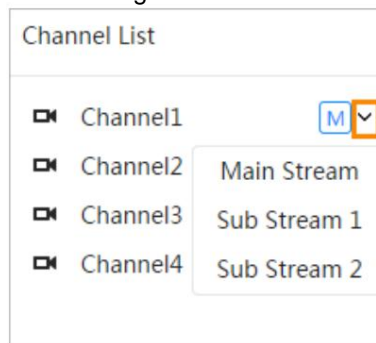 Channel List
Channel1 M
Channel2 Main Stream
Channel3 Sub Stream 1
Channel4 Sub Stream 2